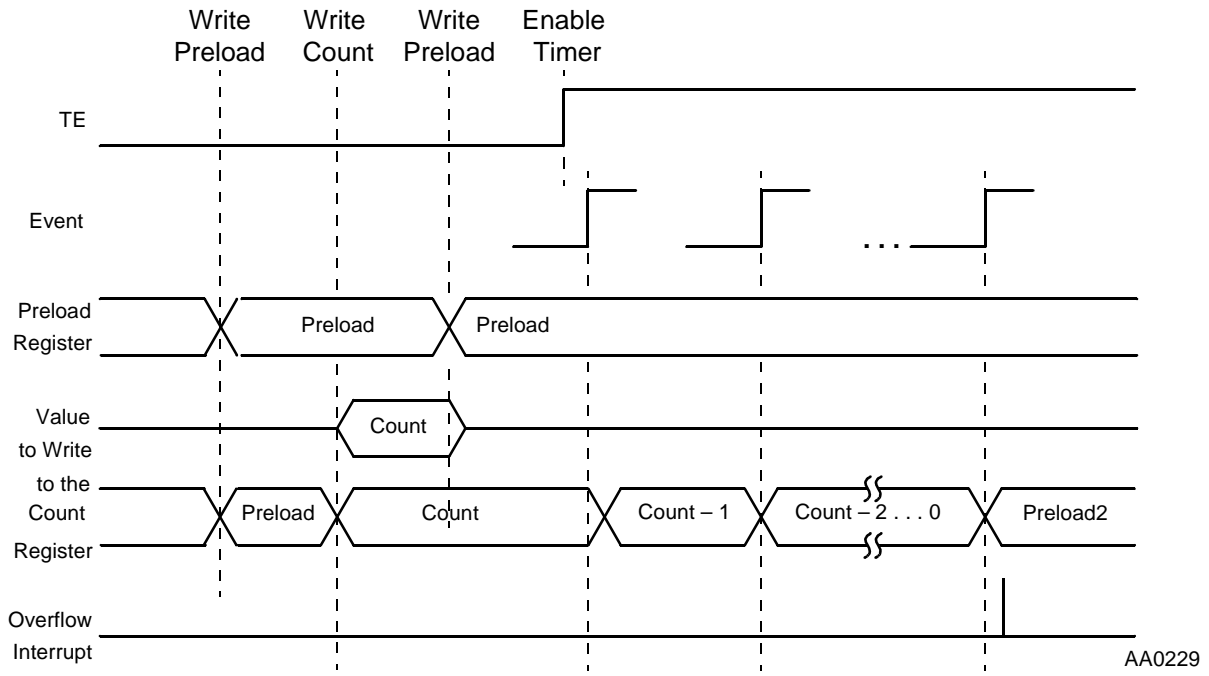 Write Write Write Enable
Preload Count Preload Timer
TE
Event
. . .
Preload
Register
Preload Preload
Value
to Write
to the
Count
Register
Count
Preload Count Count – 1 Count – 2 . . . 0 Preload2
Overflow
Interrupt
AA0229